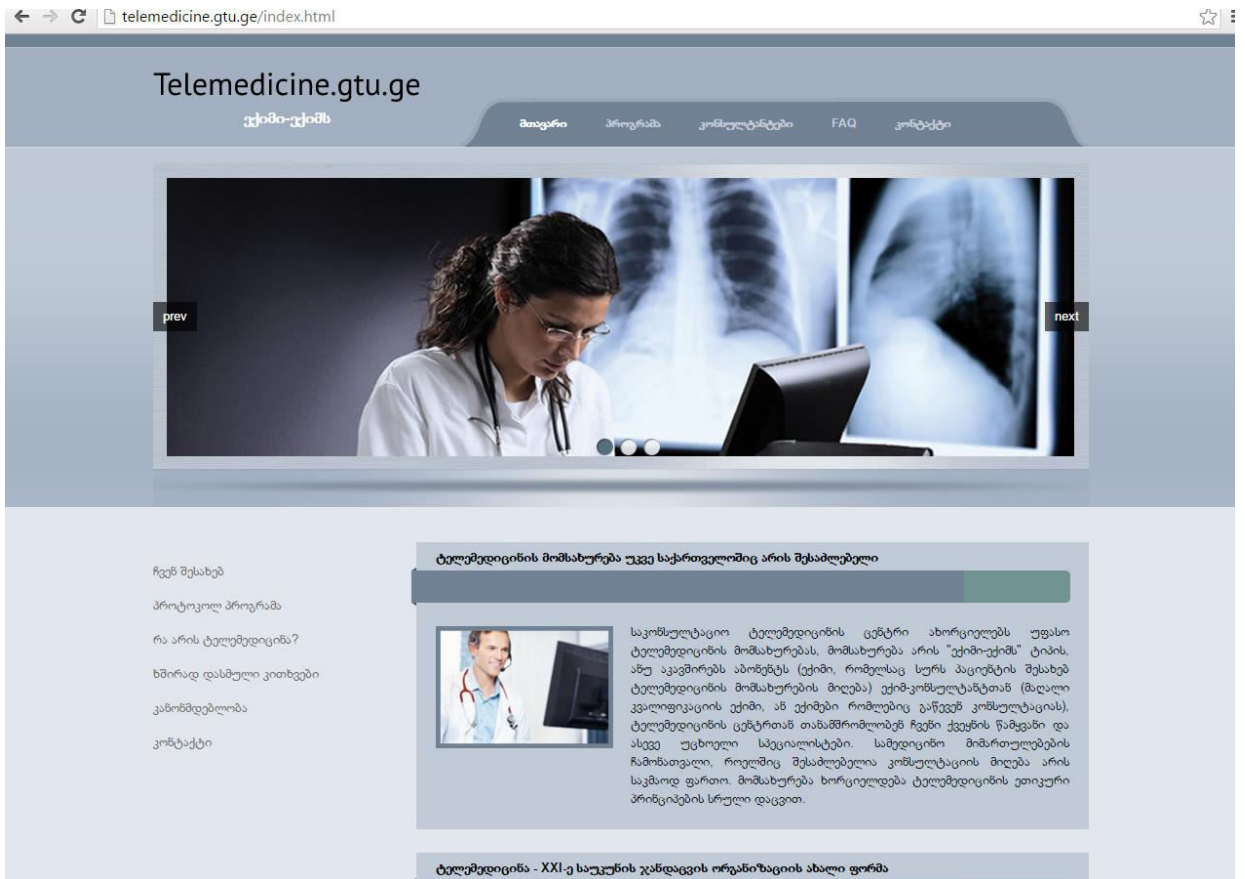 telemedicine.gtu.ge/index.html
Telemedicine.gtu.ge
ექიმი-ექიმს
მთავარი პროგრამა კონსულტანტები FAQ კონტაქტი
prev
next
ჩვენ შესახებ
პროტოკოლ პროგრამა
რა არის ტელემედიცინა?
ხშირად დასმული კითხვები
კანონმდებლობა
კონტაქტი
ტელემედიცინის მომსახურება უკვე საქართველოშიც არის შესაძლებელი
საკონსულტაციო ტელემედიცინის ცენტრი ახორციელებს უფასო
ტელემედიცინის მომსახურებას, მომსახურება არის "ექიმი-ექიმს" ტიპის,
ანუ აკავშირებს აბონენტს (ექიმი, რომელსაც სურს პაციენტის შესახებ
ტელემედიცინის მომსახურების მიღება) ექიმ-კონსულტანტთან (მაღალი
კვალიფიკაციის ექიმი, ან ექიმები რომლებიც გაწევენ კონსულტაციას),
ტელემედიცინის ცენტრთან თანამშრომლობენ ჩვენი ქვეყნის წამყვანი და
ასევე უცხოელი სპეციალისტები. სამედიცინო მიმართულებების
ჩამონათვალი, როელშიც შესაძლებელია კონსულტაციის მიღება არის
საკმაოდ ფართო. მომსახურება ხორციელდება ტელემედიცინის ეთიკური
პრინციპების სრული დაცვით.
ტელემედიცინა - XXI-ე საუკუნის ჯანდაცვის ორგანიზაციის ახალი ფორმა